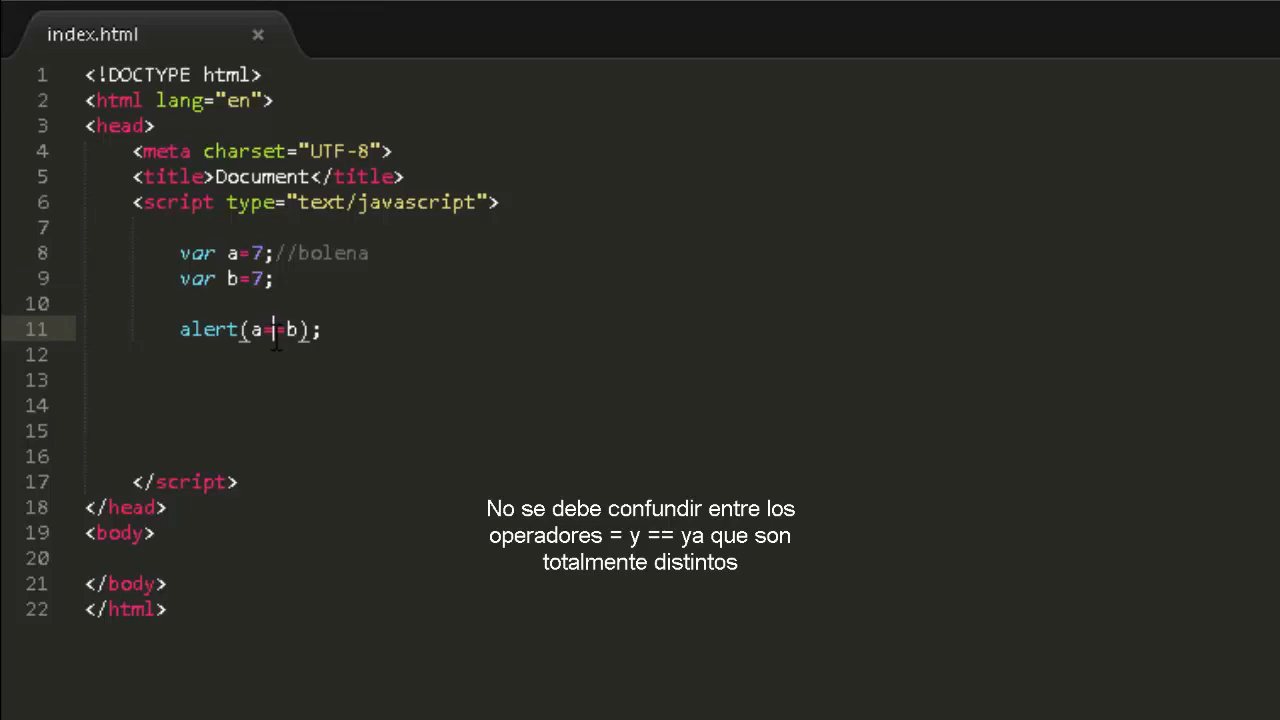 index.html ×
1 <!DOCTYPE html>
2 <html lang="en">
3 <head>
4 <meta charset="UTF-8">
5 <title>Document</title>
6 <script type="text/javascript">
7
8 var a=7;//bolena
9 var b=7;
10
11 alert(a==b);
12
13
14
15
16
17 </script>
18 </head>
19 <body>
20
21 </body>
22 </html>
No se debe confundir entre los
operadores = y == ya que son
totalmente distintos